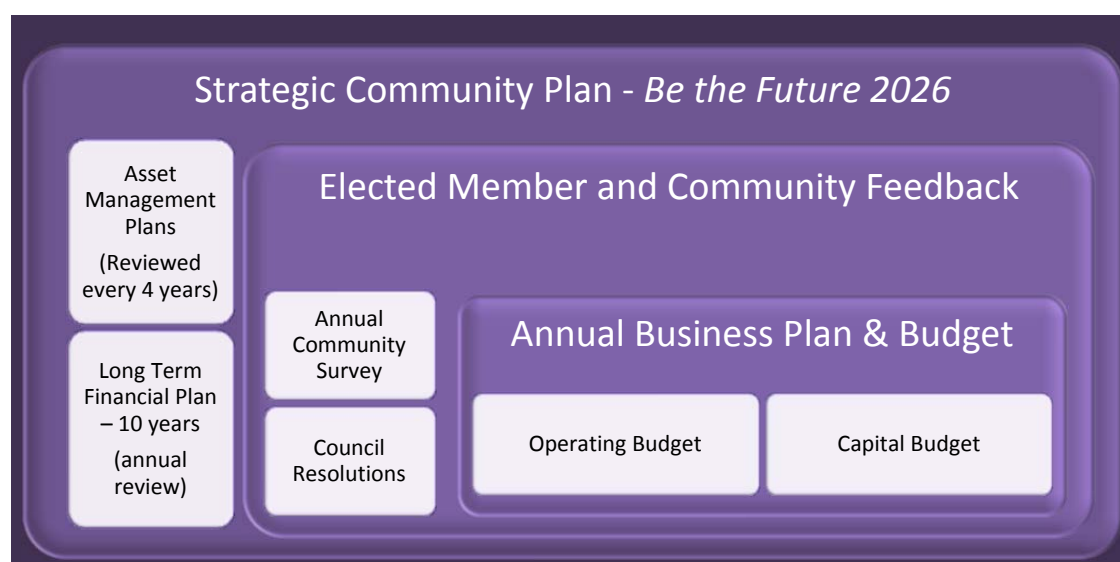 Strategic Community Plan - Be the Future 2026
Asset
Management
Plans
(Reviewed
every 4 years)
Long Term
Financial Plan
– 10 years
(annual
review)
Elected Member and Community Feedback
Annual
Community
Survey
Council
Resolutions
Annual Business Plan & Budget
Operating Budget
Capital Budget